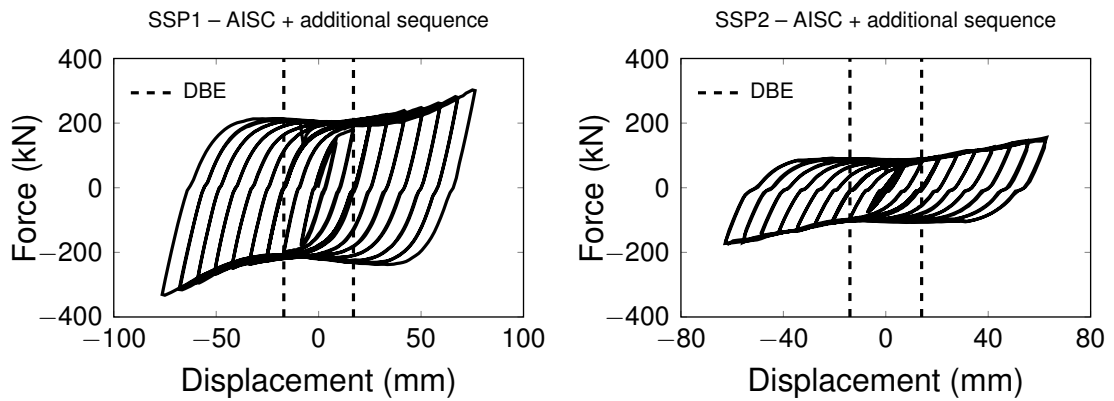 SSP1 – AISC + additional sequence
400
200
0
−200
−400
−100
−50
0
50
100
Force (kN)
Displacement (mm)
DBE
SSP2 – AISC + additional sequence
400
200
0
−200
−400
−80
−40
0
40
80
Force (kN)
Displacement (mm)
DBE